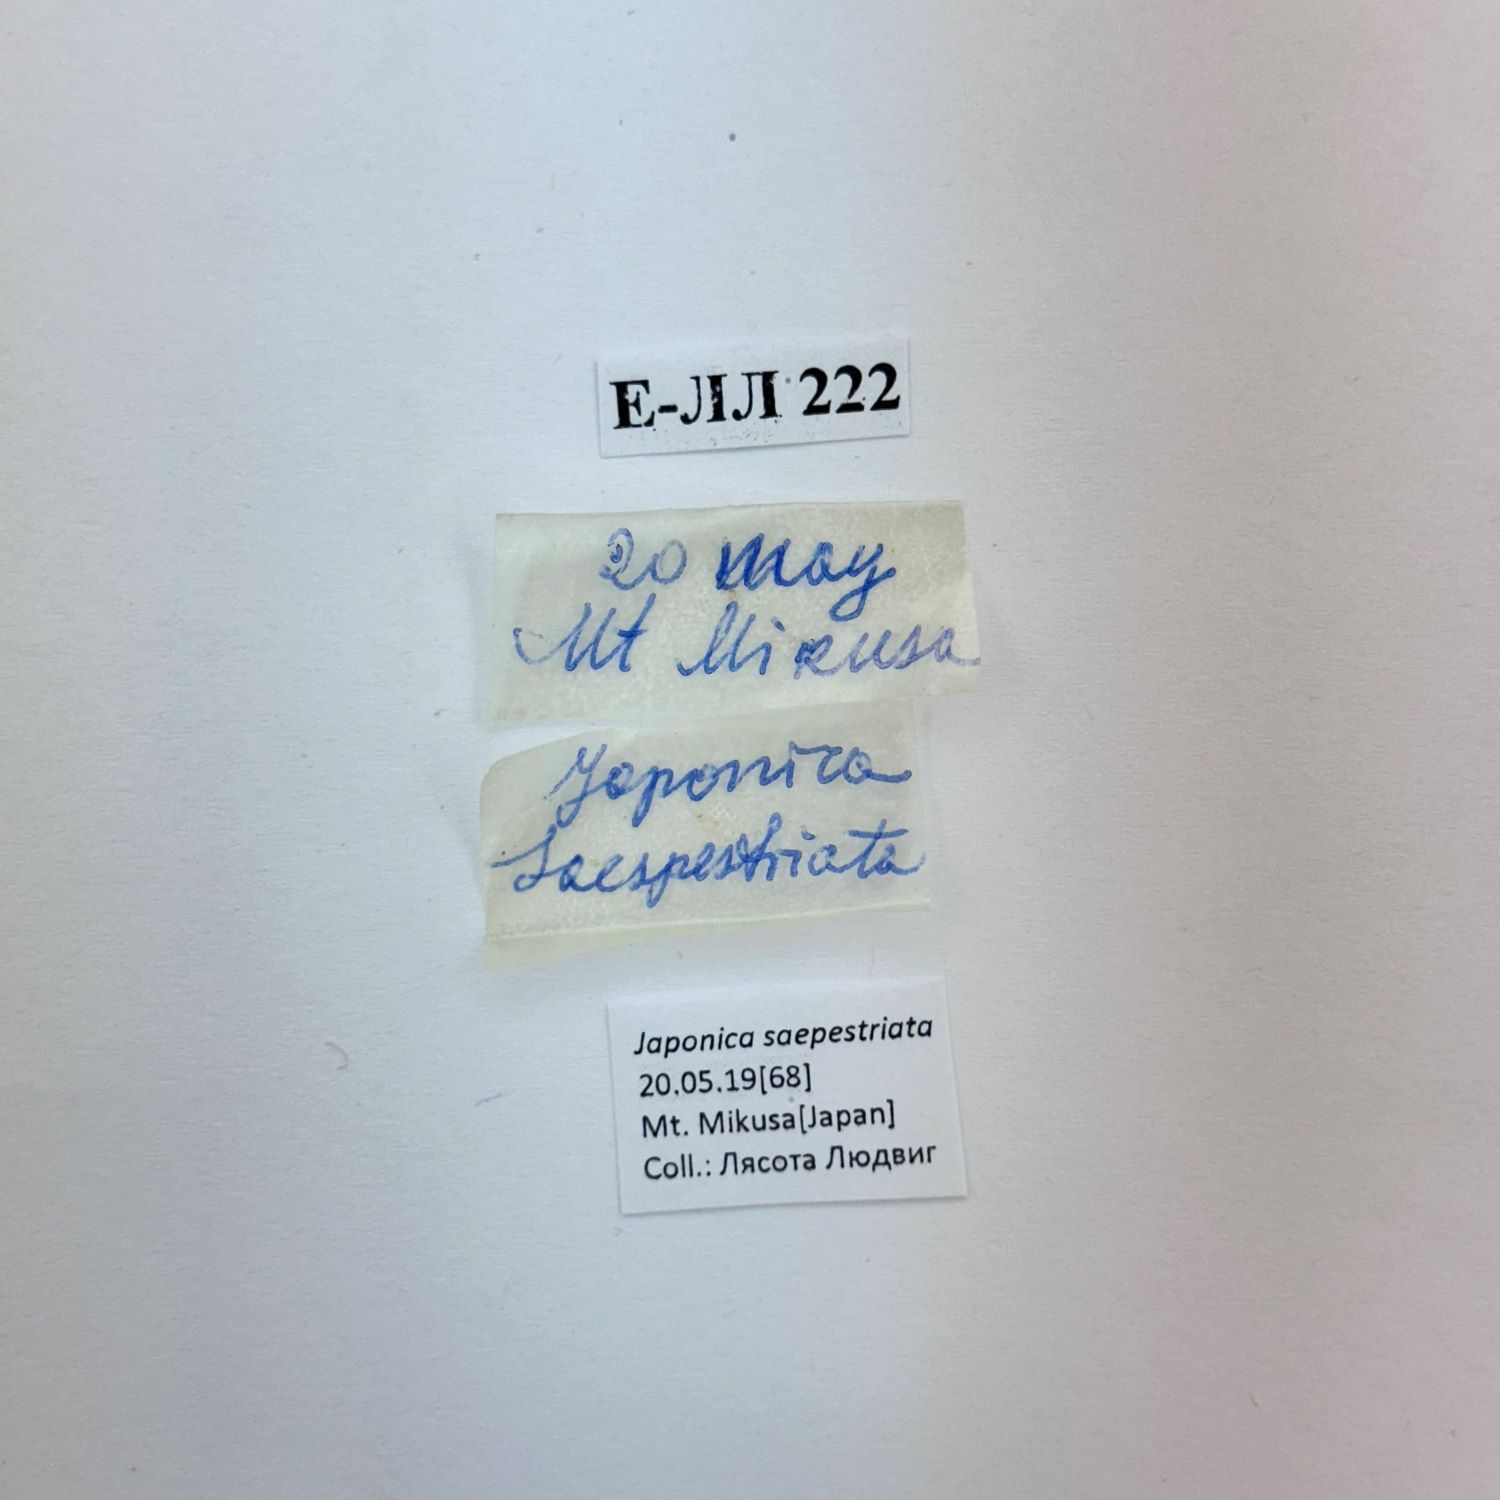 Е-ЛЛ 222
20 may
Mt Mikusa
Japonica
Saespestriata
Japonica saepestriata
20.05.19[68]
Mt. Mikusa[Japan]
Coll.: Лясота Людвиг